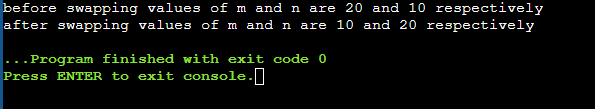 before swapping values of m and n are 20 and 10 respectively
after swapping values of m and n are 10 and 20 respectively
...Program finished with exit code 0
Press ENTER to exit console.